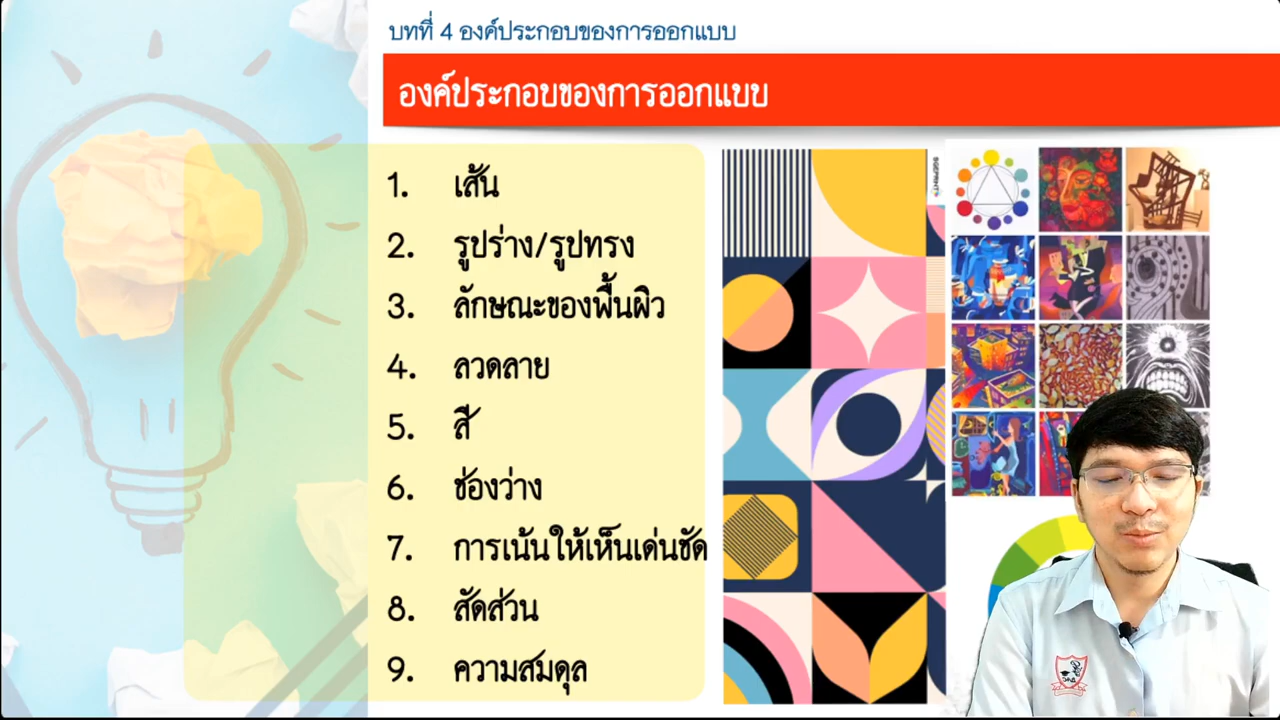 บทที่ 4 องค์ประกอบของการออกแบบ
องค์ประกอบของการออกแบบ
1. เส้น
2. รูปร่าง/รูปทรง
3. ลักษณะของพื้นผิว
4. ลวดลาย
5. สี
6. ช่องว่าง
7. การเน้นให้เห็นเด่นชัด
8. สัดส่วน
9. ความสมดุล